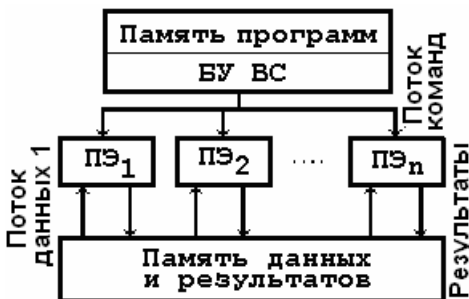 Память программ
БУ ВС
Поток
команд
ПЭ1
ПЭ2
....
ПЭn
Поток
данных 1
Результаты
Память данных
и результатов